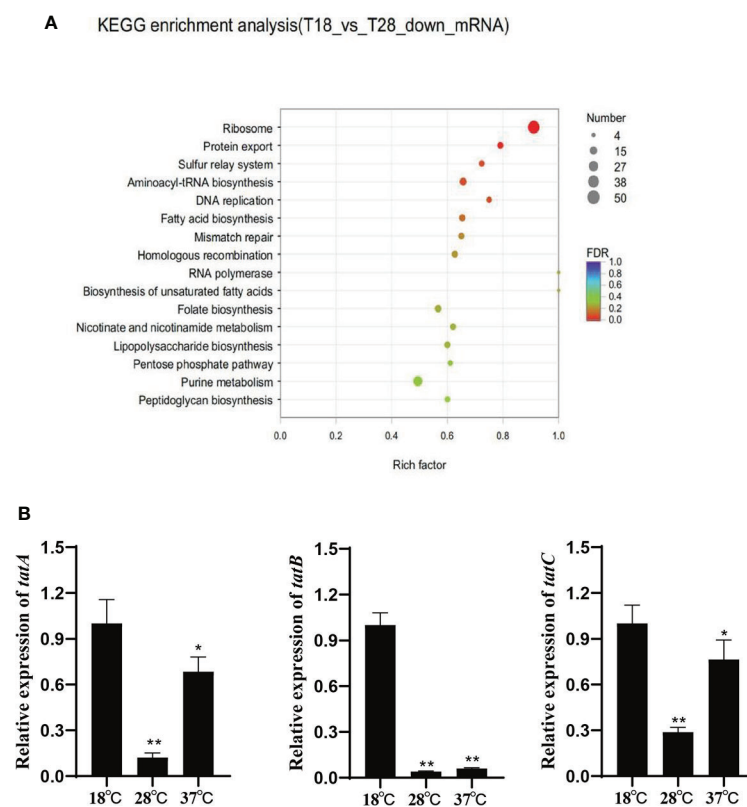 A KEGG enrichment analysis(T18_vs_T28_down_mRNA)
Ribosome
Protein export
Sulfur relay system
Aminoacyl-tRNA biosynthesis
DNA replication
Fatty acid biosynthesis
Mismatch repair
Homologous recombination
RNA polymerase
Biosynthesis of unsaturated fatty acids
Folate biosynthesis
Nicotinate and nicotinamide metabolism
Lipopolysaccharide biosynthesis
Pentose phosphate pathway
Purine metabolism
Peptidoglycan biosynthesis
0.0 0.2 0.4 0.6 0.8 1.0
Rich factor
Number
4
15
27
38
50
FDR
1.0
0.8
0.6
0.4
0.2
0.0
B
Relative expression of tatA
1.5
1.2
0.9
0.6
0.3
0.0
**
*
18°C 28°C 37°C
Relative expression of tatB
1.5
1.2
0.9
0.6
0.3
0.0
**
**
18°C 28°C 37°C
Relative expression of tatC
1.5
1.2
0.9
0.6
0.3
0.0
**
*
18°C 28°C 37°C